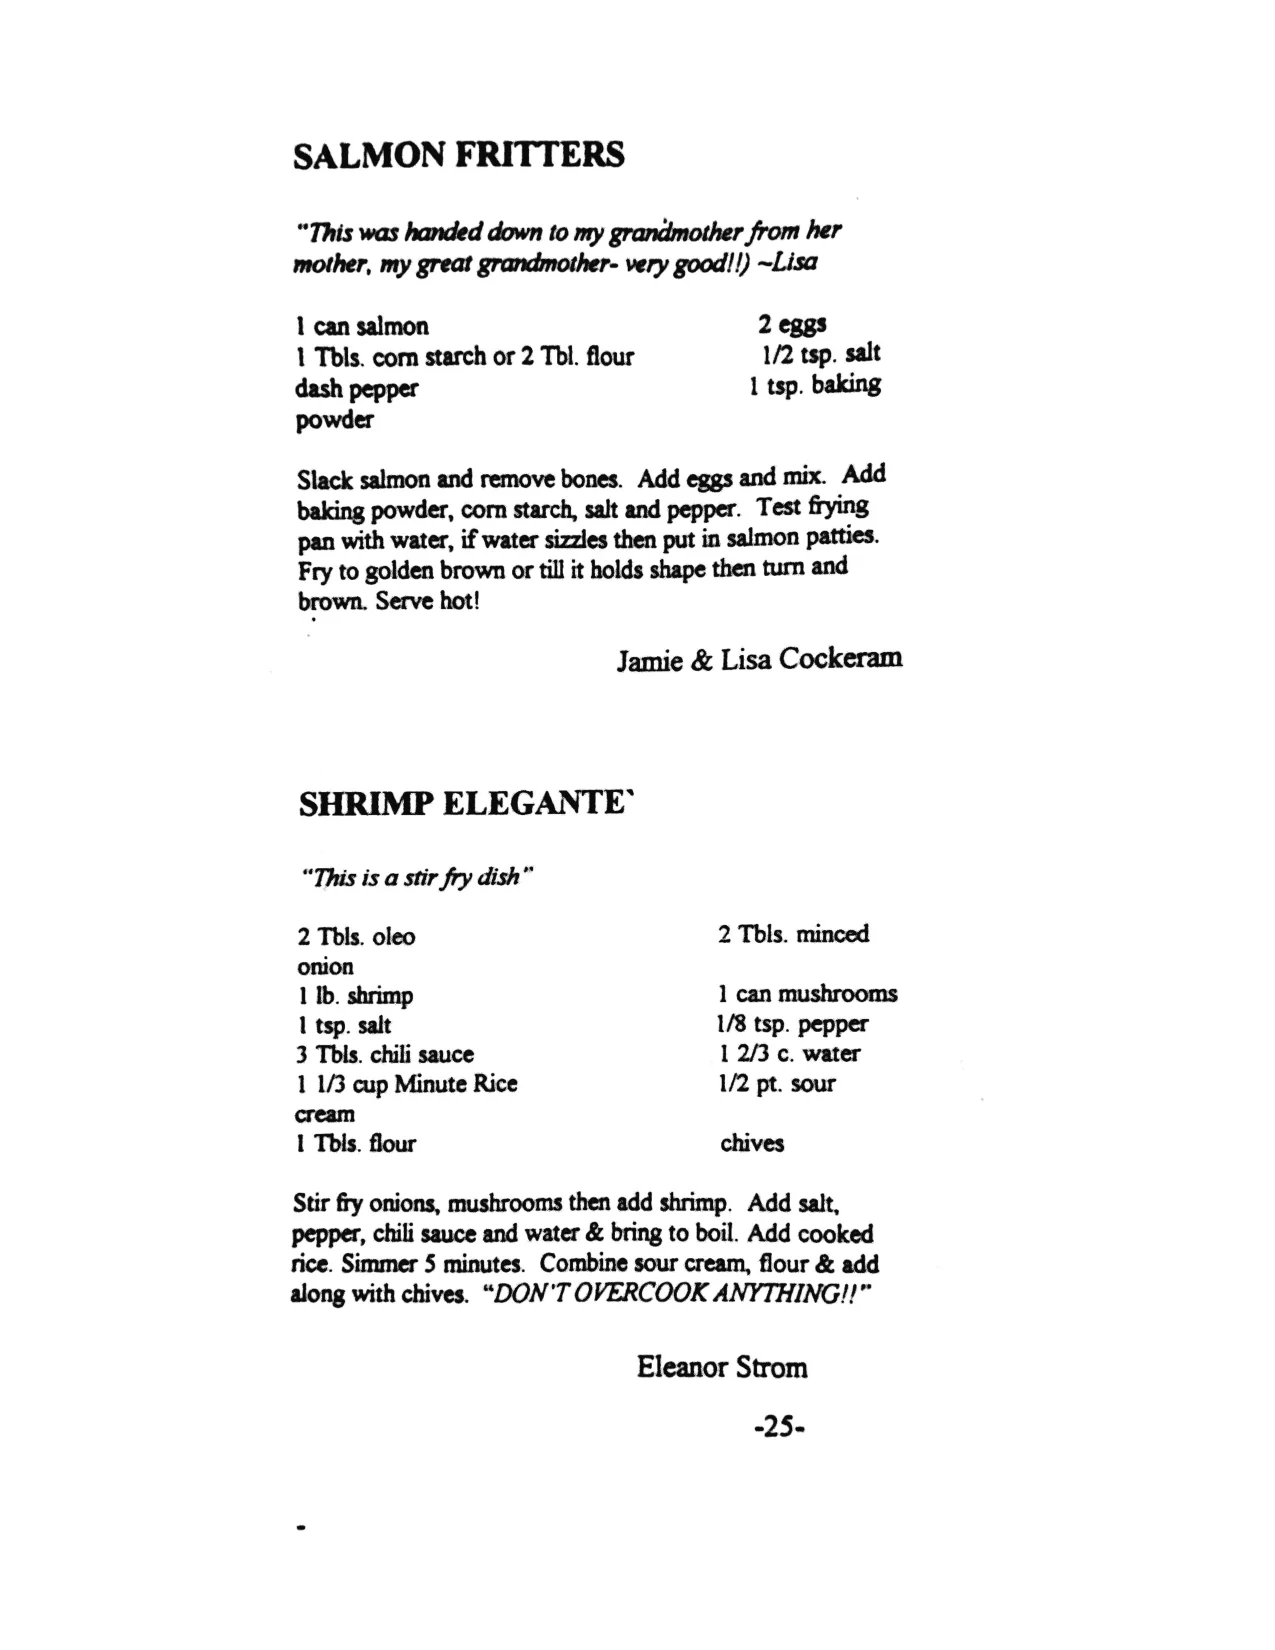 SALMON FRITTERS
"This was handed down to my grandmother from her
mother, my great grandmother- very good!!) ~Lisa
1 can salmon 2 eggs
1 Tbls. corn starch or 2 Tbl. flour 1/2 tsp. salt
dash pepper 1 tsp. baking
powder
Slack salmon and remove bones. Add eggs and mix. Add
baking powder, corn starch, salt and pepper. Test frying
pan with water, if water sizzles then put in salmon patties.
Fry to golden brown or till it holds shape then turn and
brown. Serve hot!
Jamie & Lisa Cockeram
SHRIMP ELEGANTE`
"This is a stir fry dish"
2 Tbls. oleo 2 Tbls. minced
onion
1 lb. shrimp 1 can mushrooms
1 tsp. salt 1/8 tsp. pepper
3 Tbls. chili sauce 1 2/3 c. water
1 1/3 cup Minute Rice 1/2 pt. sour
cream
1 Tbls. flour chives
Stir fry onions, mushrooms then add shrimp. Add salt,
pepper, chili sauce and water & bring to boil. Add cooked
rice. Simmer 5 minutes. Combine sour cream, flour & add
along with chives. "DON'T OVERCOOK ANYTHING!!"
Eleanor Strom
-25-